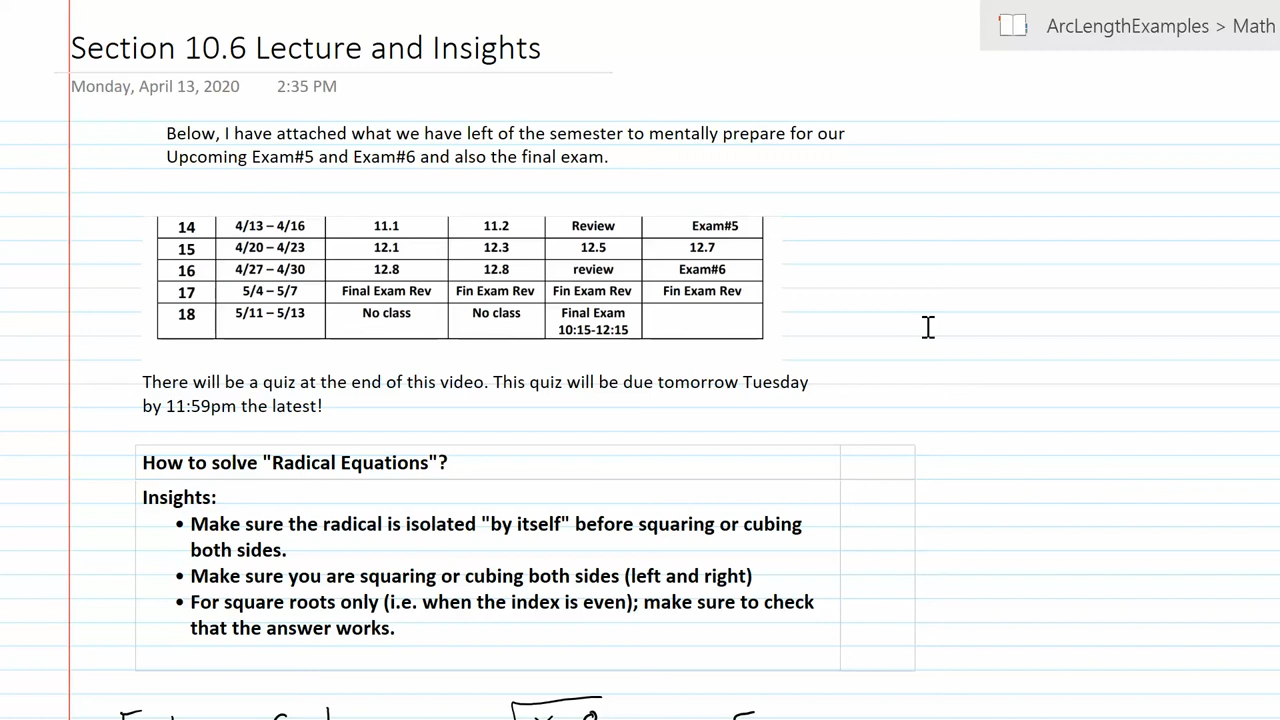 ArcLengthExamples > Math
Section 10.6 Lecture and Insights
Monday, April 13, 2020 2:35 PM
Below, I have attached what we have left of the semester to mentally prepare for our
Upcoming Exam#5 and Exam#6 and also the final exam.
14 4/13 – 4/16 11.1 11.2 Review Exam#5
15 4/20 – 4/23 12.1 12.3 12.5 12.7
16 4/27 – 4/30 12.8 12.8 review Exam#6
17 5/4 – 5/7 Final Exam Rev Fin Exam Rev Fin Exam Rev Fin Exam Rev
18 5/11 – 5/13 No class No class Final Exam
10:15-12:15
There will be a quiz at the end of this video. This quiz will be due tomorrow Tuesday
by 11:59pm the latest!
How to solve "Radical Equations"?
Insights:
• Make sure the radical is isolated "by itself" before squaring or cubing
both sides.
• Make sure you are squaring or cubing both sides (left and right)
• For square roots only (i.e. when the index is even); make sure to check
that the answer works.